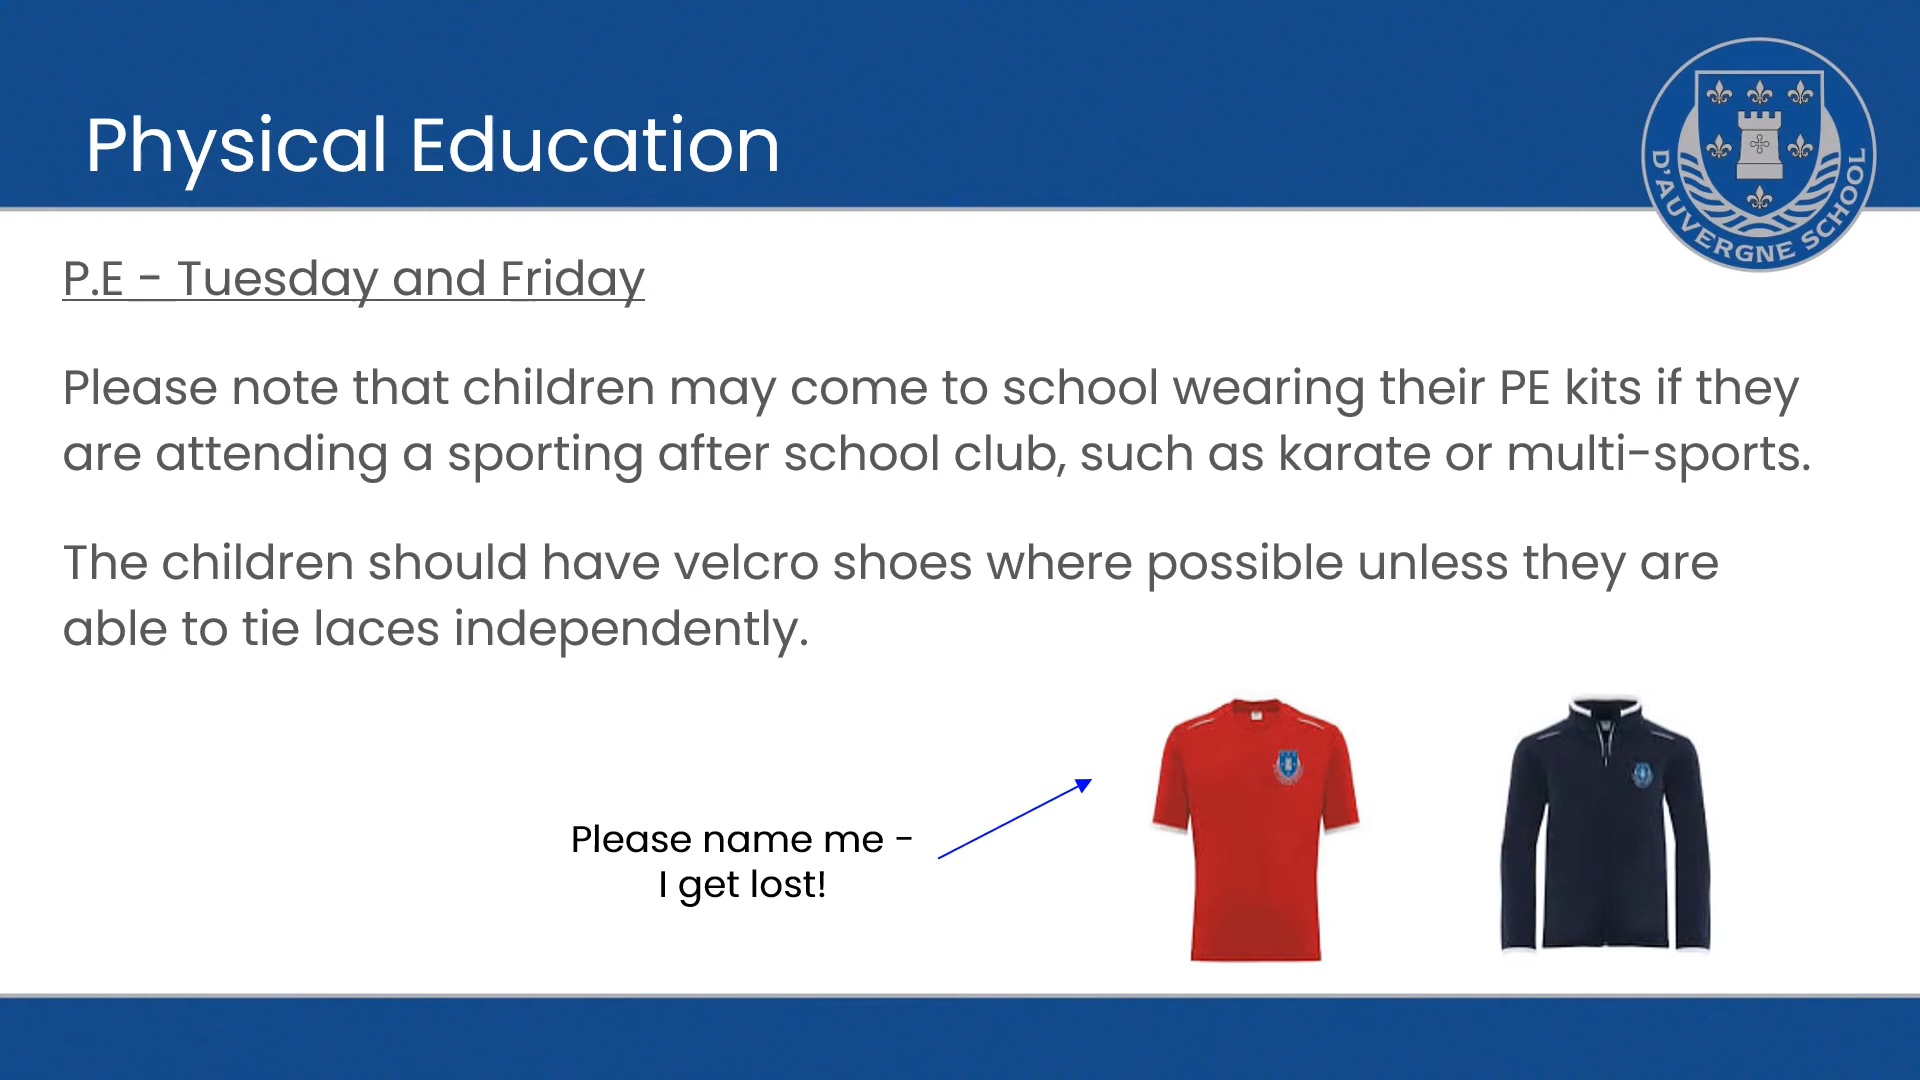 Physical Education
D'AUVERGNE SCHOOL
P.E - Tuesday and Friday
Please note that children may come to school wearing their PE kits if they
are attending a sporting after school club, such as karate or multi-sports.
The children should have velcro shoes where possible unless they are
able to tie laces independently.
Please name me -
I get lost!